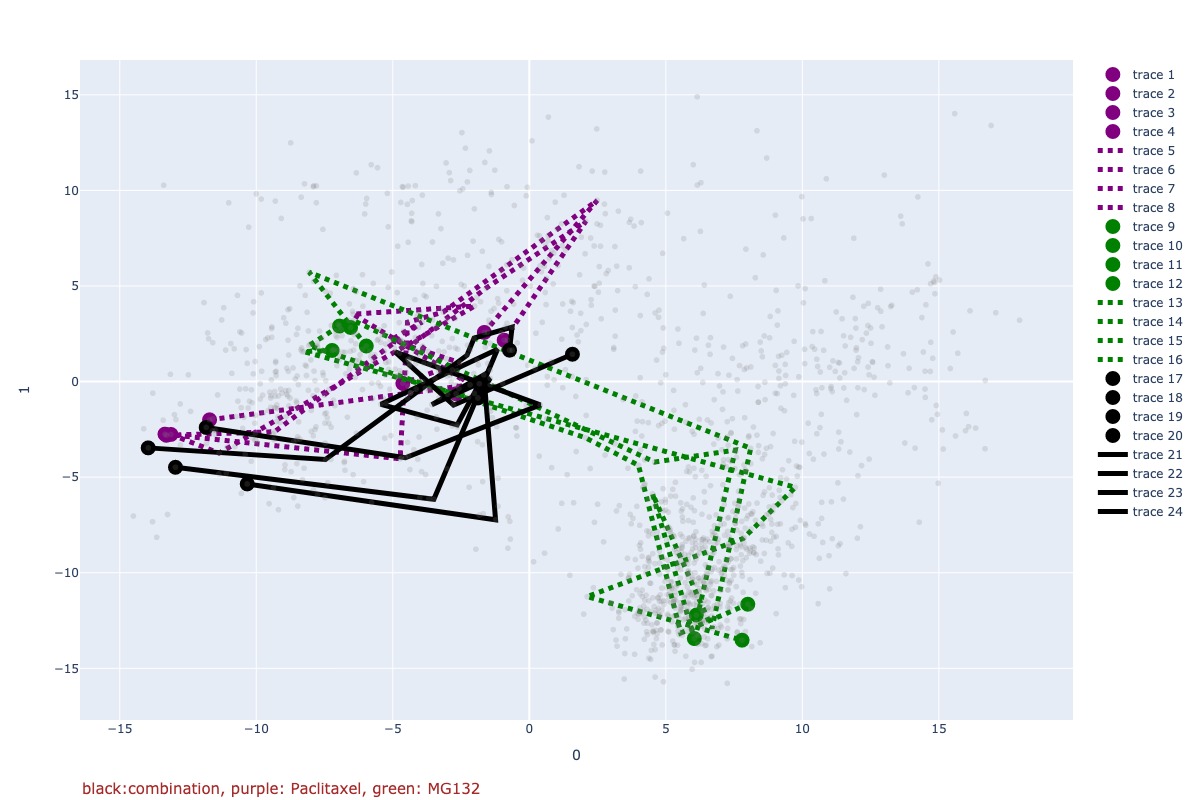 15
10
5
0
−5
−10
−15
1
−15
−10
−5
0
5
10
15
0
trace 1
trace 2
trace 3
trace 4
trace 5
trace 6
trace 7
trace 8
trace 9
trace 10
trace 11
trace 12
trace 13
trace 14
trace 15
trace 16
trace 17
trace 18
trace 19
trace 20
trace 21
trace 22
trace 23
trace 24
black:combination, purple: Paclitaxel, green: MG132